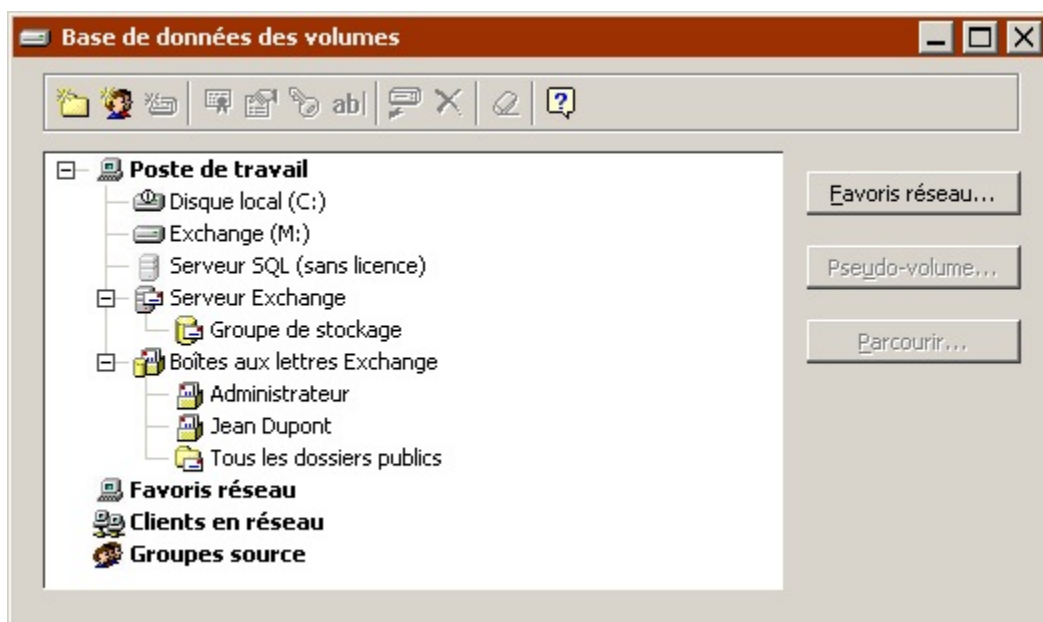 Base de données des volumes
ab|
Poste de travail
Disque local (C:)
Exchange (M:)
Serveur SQL (sans licence)
Serveur Exchange
Groupe de stockage
Boîtes aux lettres Exchange
Administrateur
Jean Dupont
Tous les dossiers publics
Favoris réseau
Clients en réseau
Groupes source
Favoris réseau...
Pseudo-volume...
Parcourir...